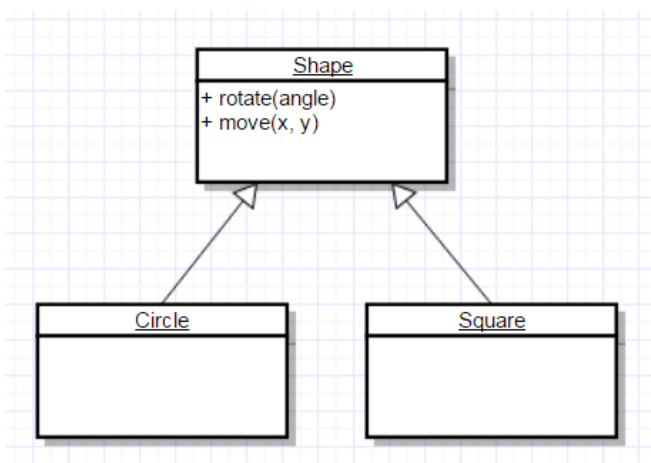 Shape
+ rotate(angle)
+ move(x, y)
Circle
Square